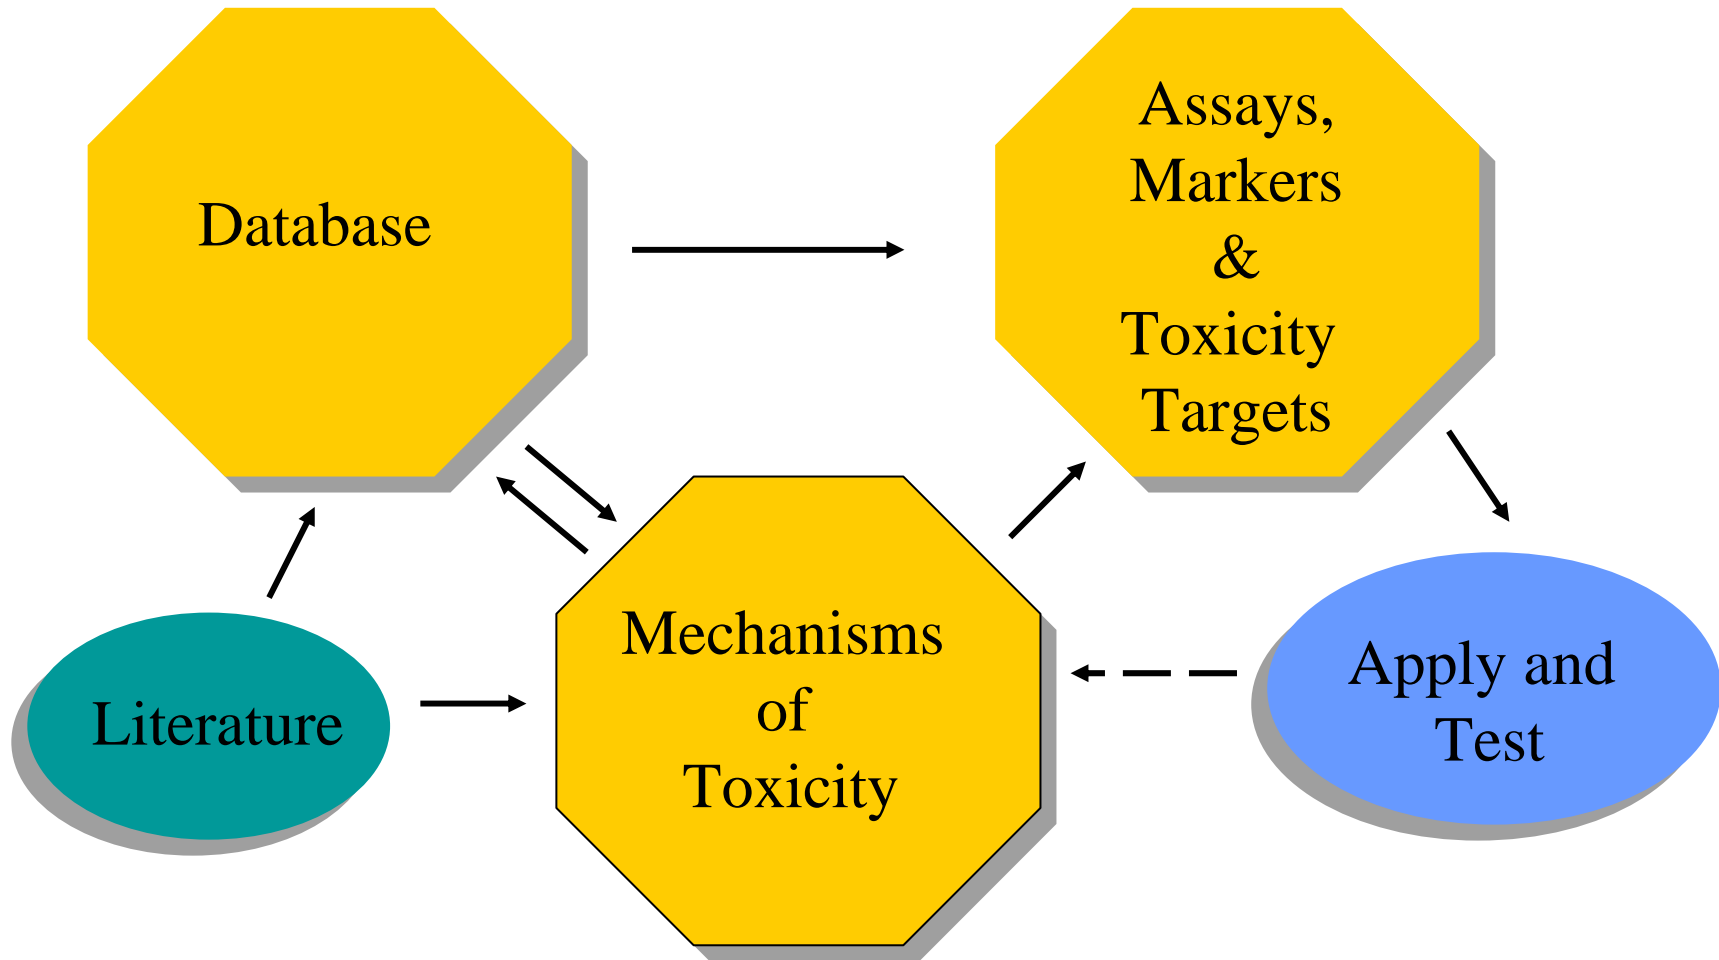 Database
Assays,
Markers
&
Toxicity
Targets
Literature
Mechanisms
of
Toxicity
Apply and
Test